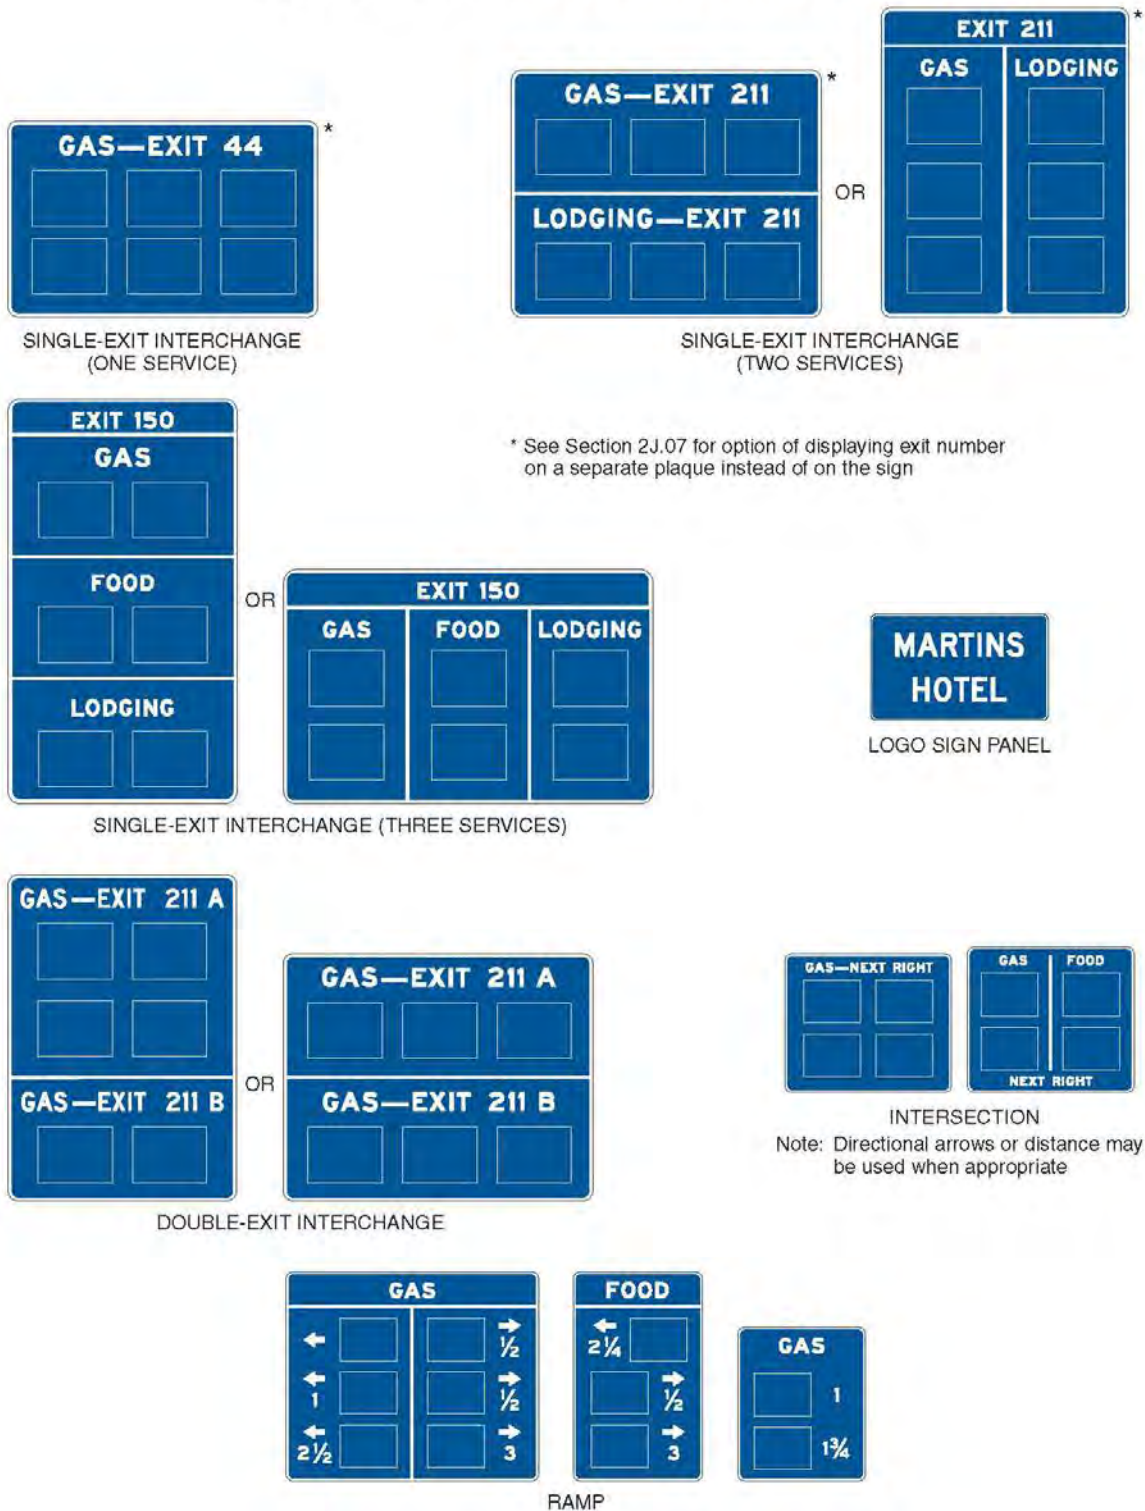 EXIT 211
*
GAS
LODGING
GAS—EXIT 211
*
LODGING—EXIT 211
OR
GAS—EXIT 44
*
SINGLE-EXIT INTERCHANGE
(ONE SERVICE)
SINGLE-EXIT INTERCHANGE
(TWO SERVICES)
EXIT 150
GAS
FOOD
LODGING
OR
EXIT 150
GAS
FOOD
LODGING
SINGLE-EXIT INTERCHANGE (THREE SERVICES)
* See Section 2J.07 for option of displaying exit number
on a separate plaque instead of on the sign
MARTINS
HOTEL
LOGO SIGN PANEL
GAS—EXIT 211 A
GAS—EXIT 211 B
OR
GAS—EXIT 211 A
GAS—EXIT 211 B
DOUBLE-EXIT INTERCHANGE
GAS—NEXT RIGHT
GAS
FOOD
NEXT RIGHT
INTERSECTION
Note: Directional arrows or distance may
be used when appropriate
GAS
← →
½
← →
1 ½
← →
2½ 3
FOOD
←
2¼
→
½
→
3
GAS
1
1¾
RAMP